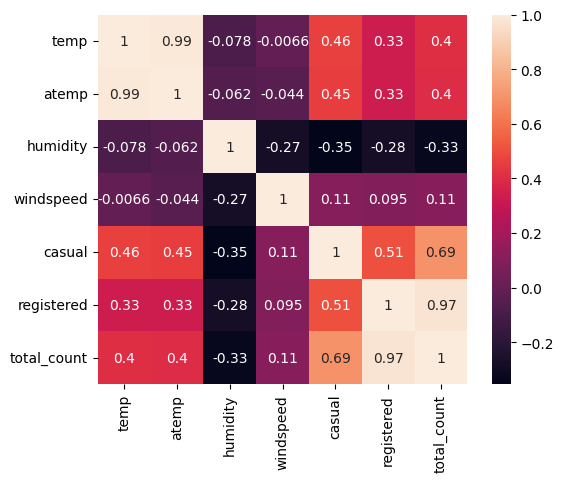 temp 1 0.99 -0.078 -0.0066 0.46 0.33 0.4
atemp 0.99 1 -0.062 -0.044 0.45 0.33 0.4
humidity -0.078 -0.062 1 -0.27 -0.35 -0.28 -0.33
windspeed -0.0066 -0.044 -0.27 1 0.11 0.095 0.11
casual 0.46 0.45 -0.35 0.11 1 0.51 0.69
registered 0.33 0.33 -0.28 0.095 0.51 1 0.97
total_count 0.4 0.4 -0.33 0.11 0.69 0.97 1
temp atemp humidity windspeed casual registered total_count
1.0
0.8
0.6
0.4
0.2
0.0
−0.2